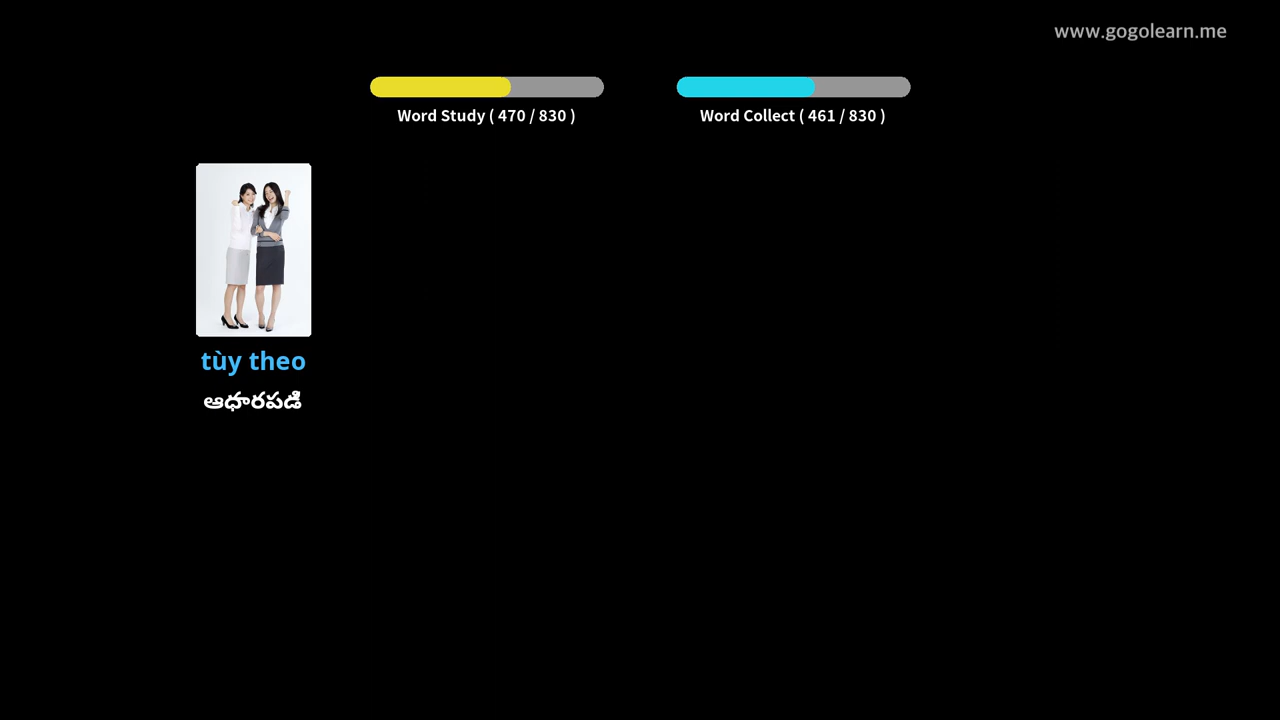 www.gogolearn.me
Word Study ( 470 / 830 )
Word Collect ( 461 / 830 )
tùy theo
ఆధారపడి